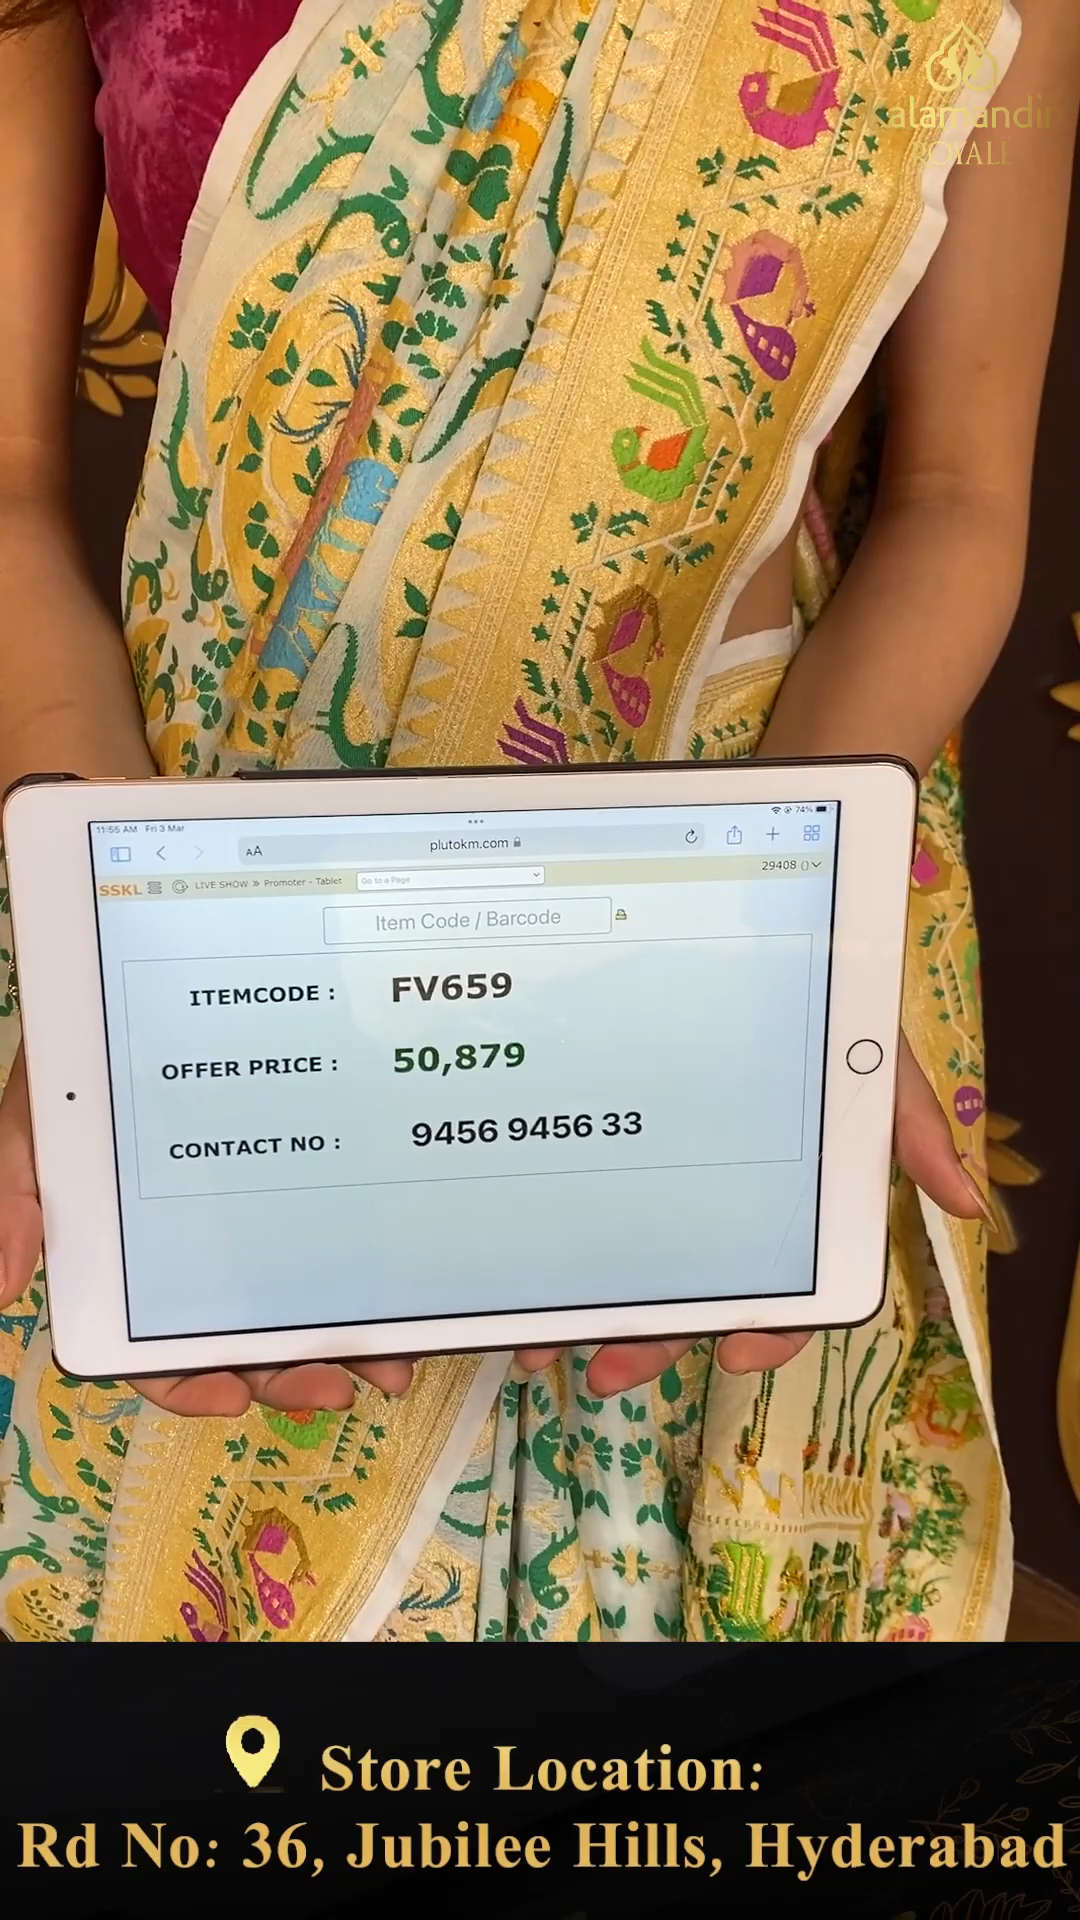 alamandir
ROYALE
11:55 AM Fri 3 Mar
74%
AA
plutokm.com
SSKL
LIVE SHOW » Promoter - Tablet
Go to a Page
29408 ()
Item Code / Barcode
ITEMCODE : FV659
OFFER PRICE : 50,879
CONTACT NO : 9456 9456 33
Store Location:
Rd No: 36, Jubilee Hills, Hyderabad